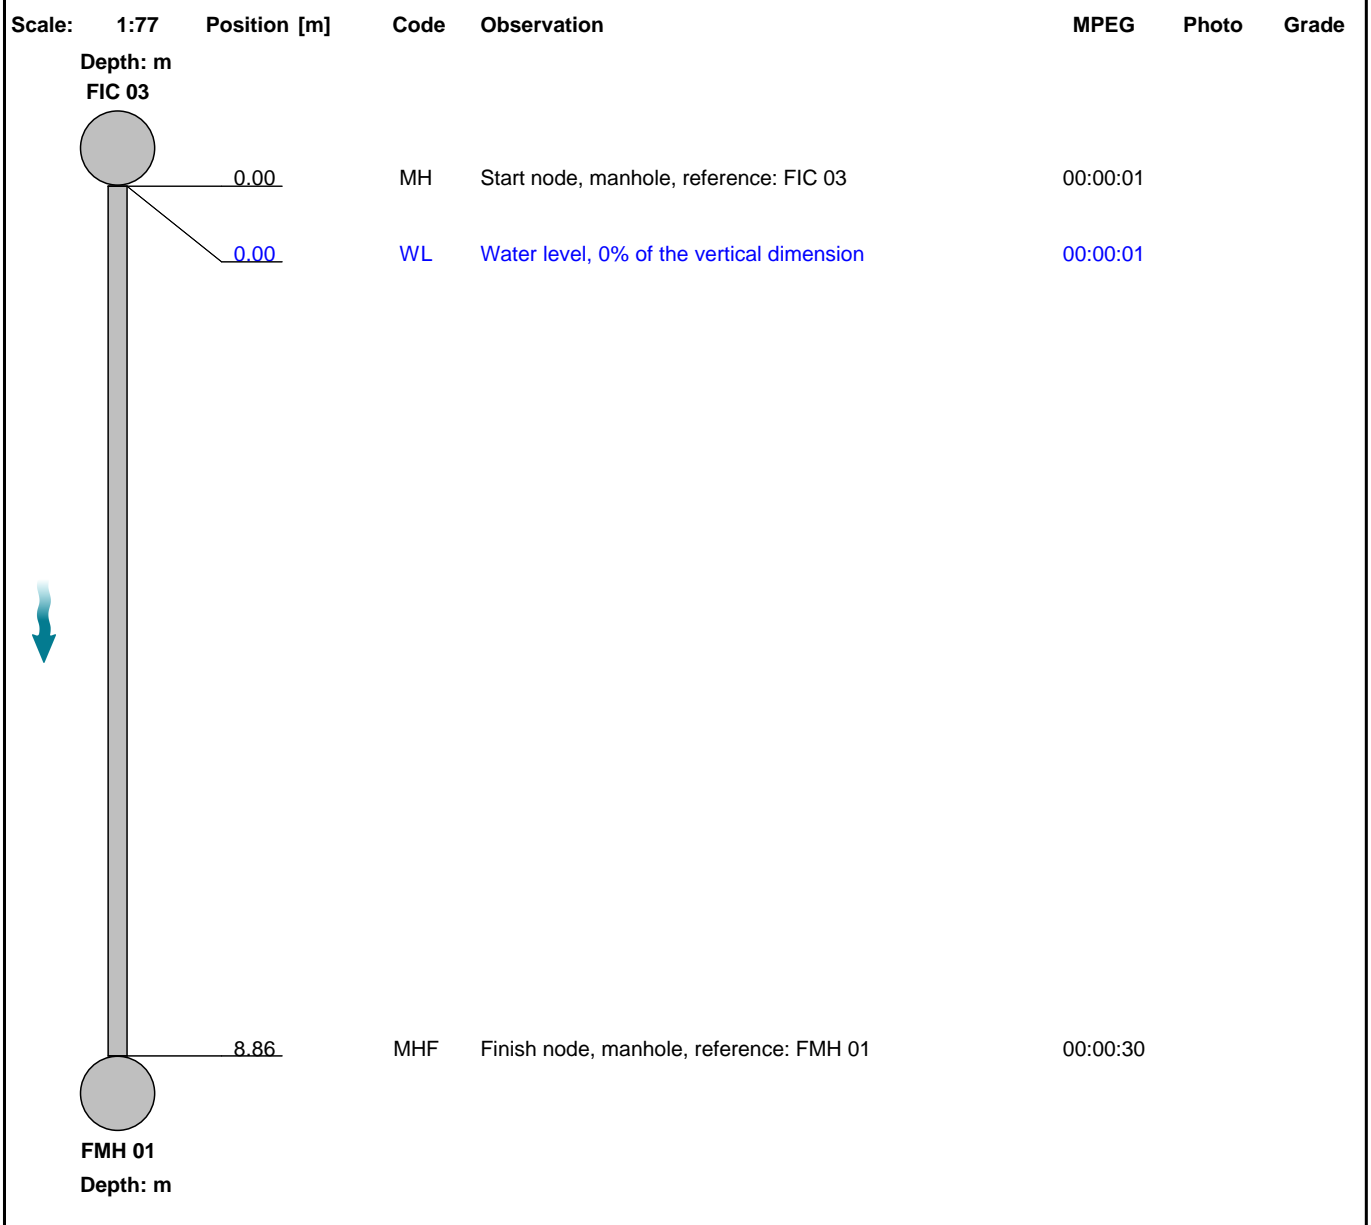 Scale: 1:77 Position [m] Code Observation MPEG Photo Grade
Depth: m
FIC 03
0.00 MH Start node, manhole, reference: FIC 03 00:00:01
0.00 WL Water level, 0% of the vertical dimension 00:00:01
8.86 MHF Finish node, manhole, reference: FMH 01 00:00:30
FMH 01
Depth: m